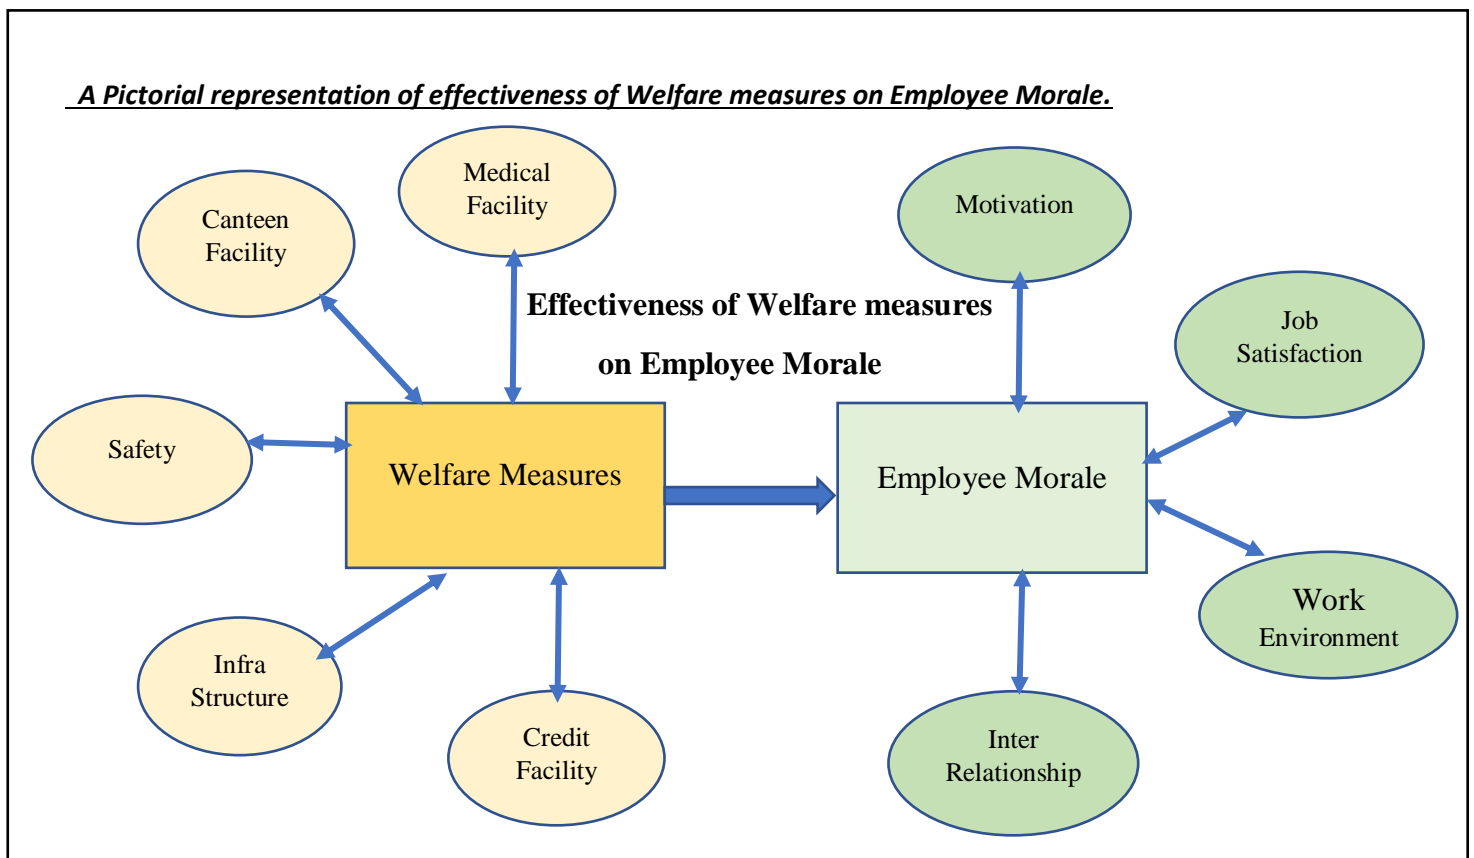 A Pictorial representation of effectiveness of Welfare measures on Employee Morale.
Medical
Facility
Canteen
Facility
Motivation
Effectiveness of Welfare measures
on Employee Morale
Job
Satisfaction
Safety
Welfare Measures
Employee Morale
Work
Environment
Infra
Structure
Credit
Facility
Inter
Relationship